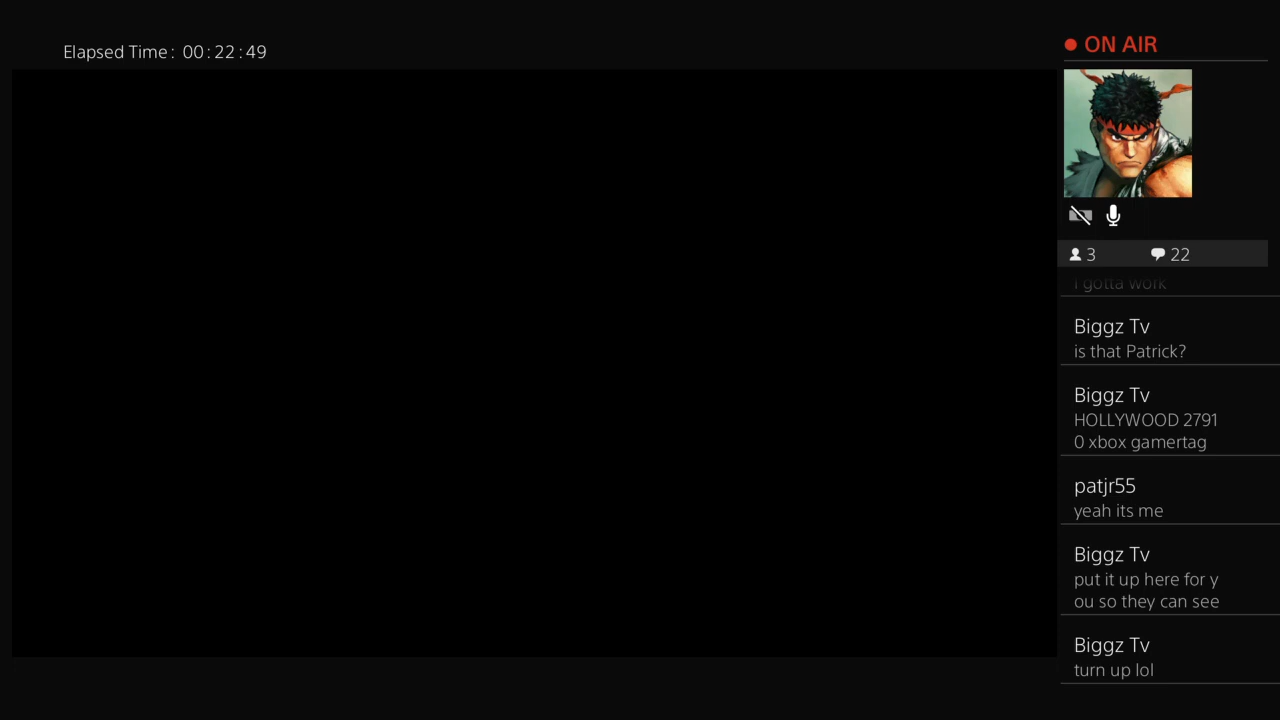 Elapsed Time: 00:22:49
ON AIR
3
22
I gotta work
Biggz Tv
is that Patrick?
Biggz Tv
HOLLYWOOD 2791
0 xbox gamertag
patjr55
yeah its me
Biggz Tv
put it up here for y
ou so they can see
Biggz Tv
turn up lol